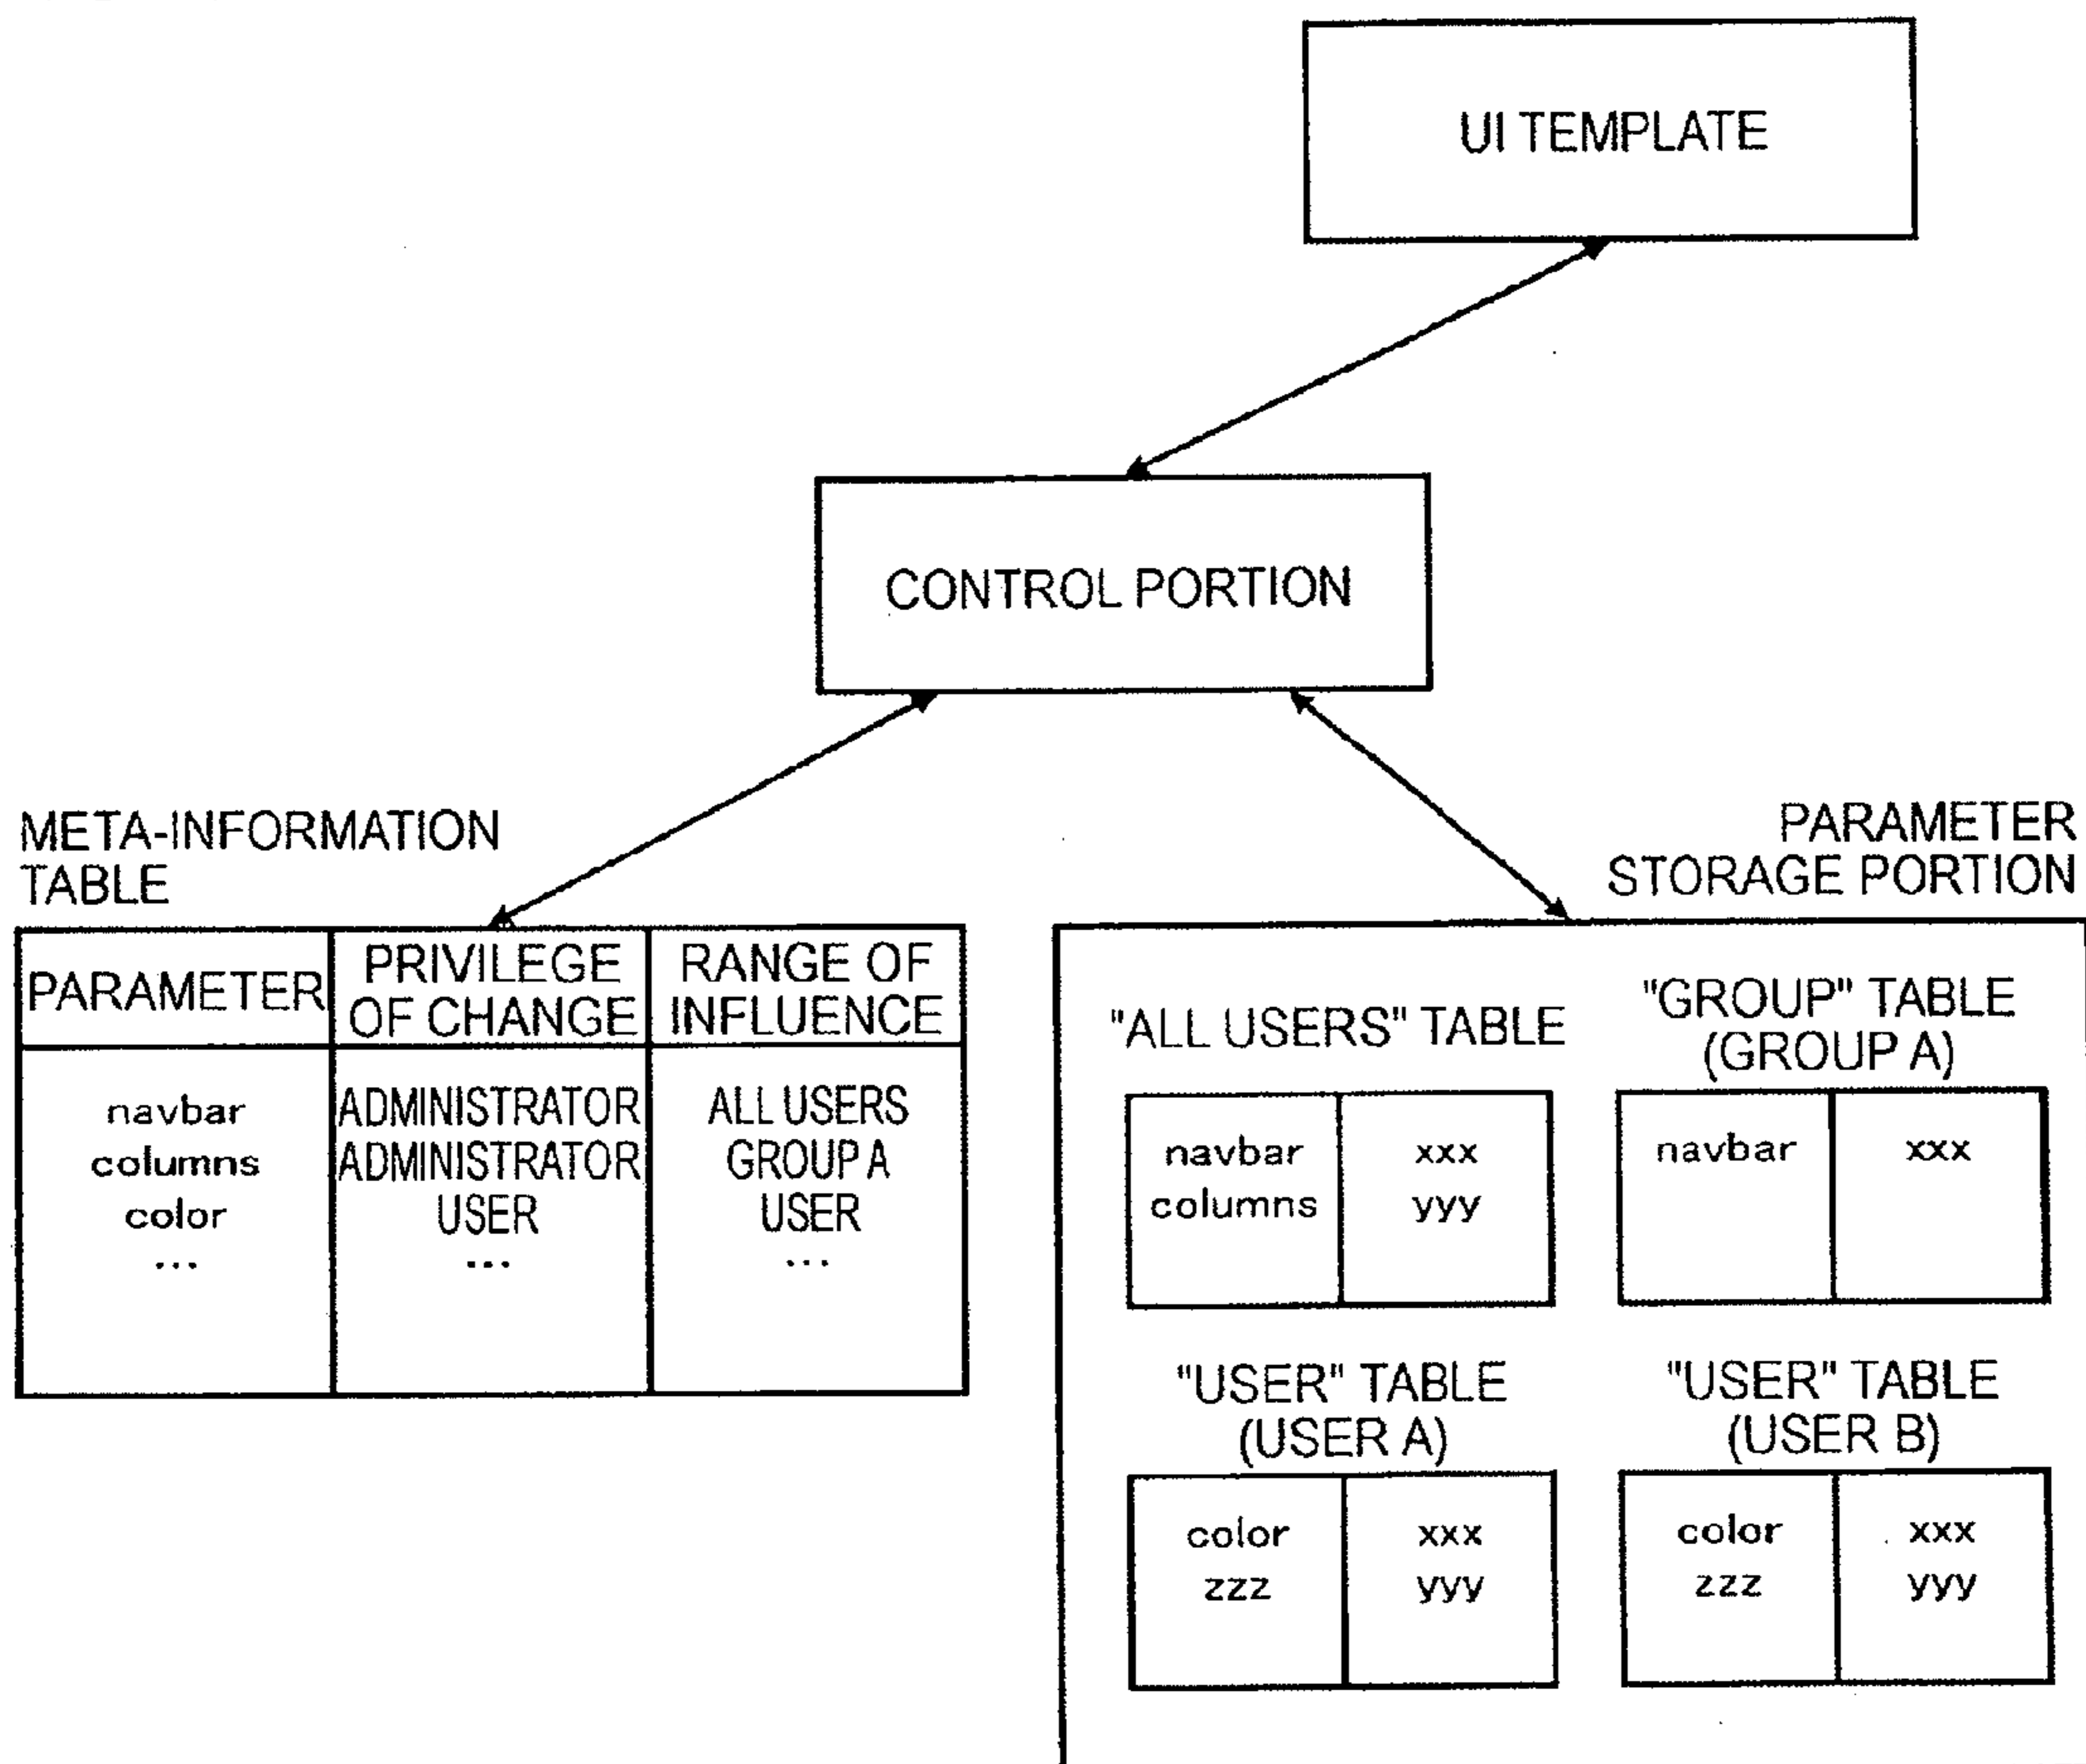 UI TEMPLATE
CONTROL PORTION
META-INFORMATION
TABLE
PARAMETER
PRIVILEGE
OF CHANGE
RANGE OF
INFLUENCE
navbar
ADMINISTRATOR
ALL USERS
columns
ADMINISTRATOR
GROUP A
color
USER
USER
...
...
...
PARAMETER
STORAGE PORTION
"ALL USERS" TABLE
navbar
xxx
columns
yyy
"GROUP" TABLE
(GROUP A)
navbar
xxx
"USER" TABLE
(USER A)
color
xxx
zzz
yyy
"USER" TABLE
(USER B)
color
xxx
zzz
yyy